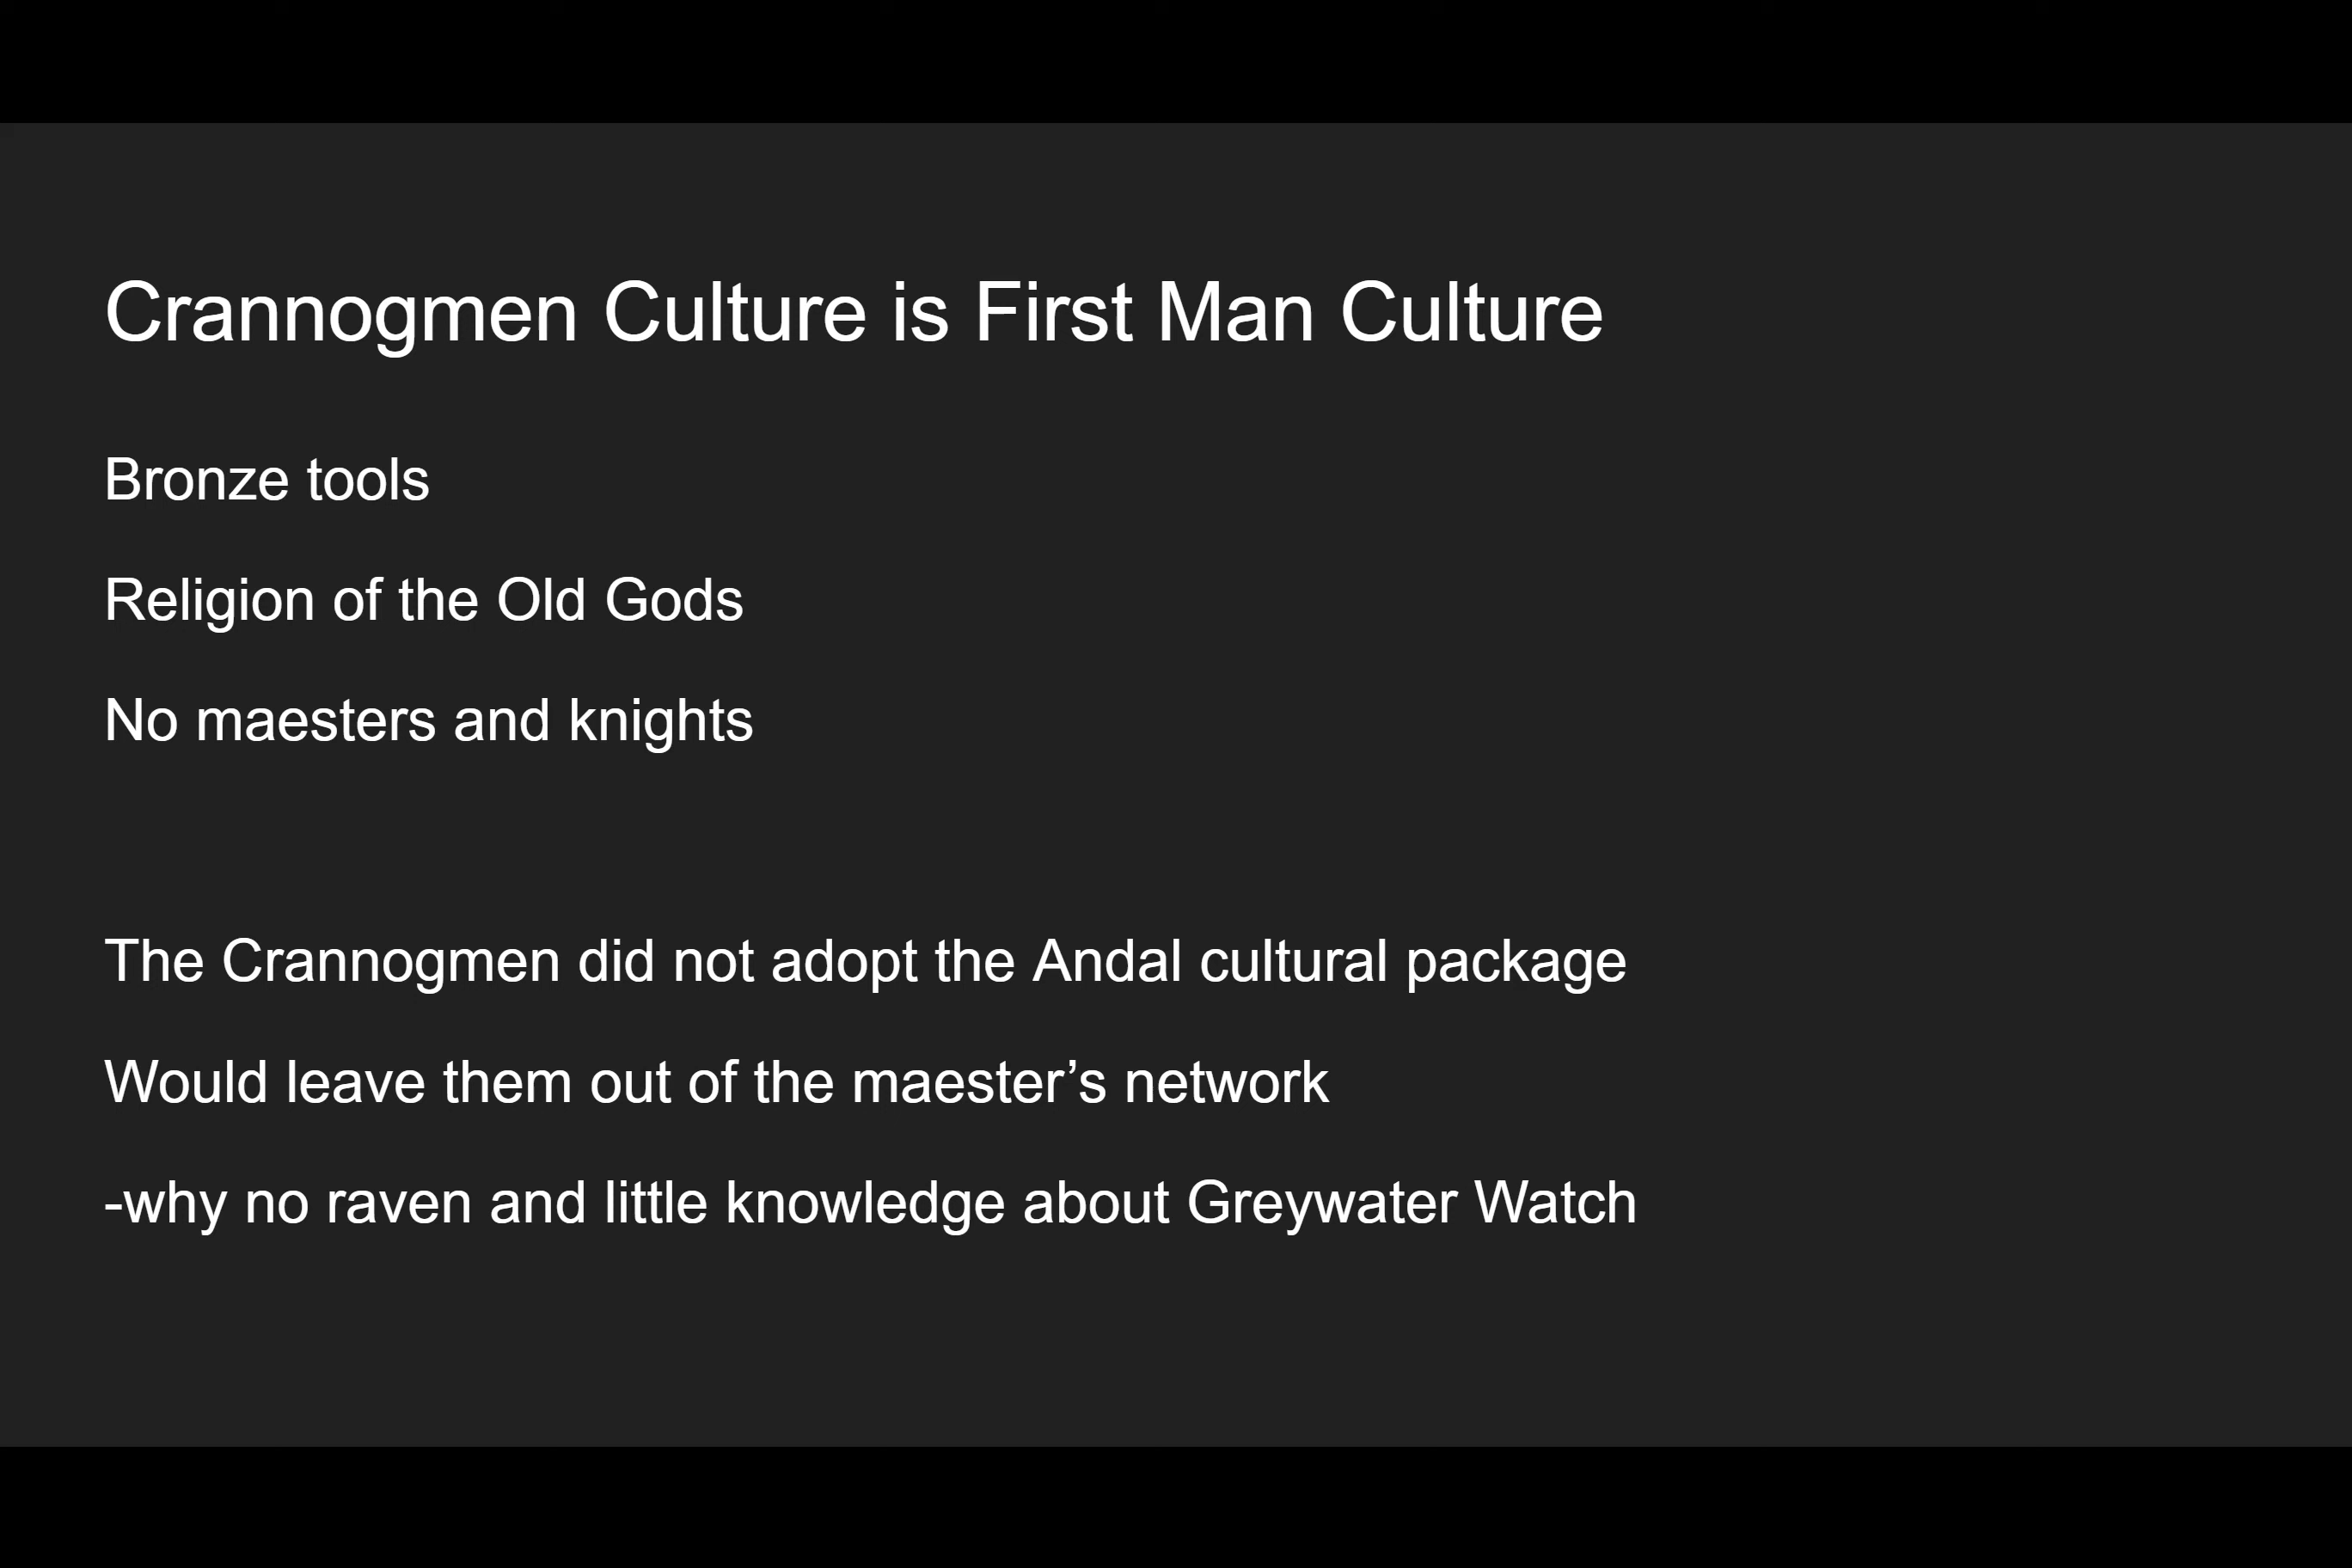 Crannogmen Culture is First Man Culture
Bronze tools
Religion of the Old Gods
No maesters and knights
The Crannogmen did not adopt the Andal cultural package
Would leave them out of the maester’s network
-why no raven and little knowledge about Greywater Watch